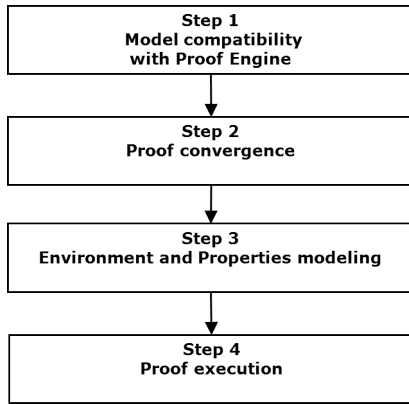 Step 1
Model compatibility
with Proof Engine
Step 2
Proof convergence
Step 3
Environment and Properties modeling
Step 4
Proof execution